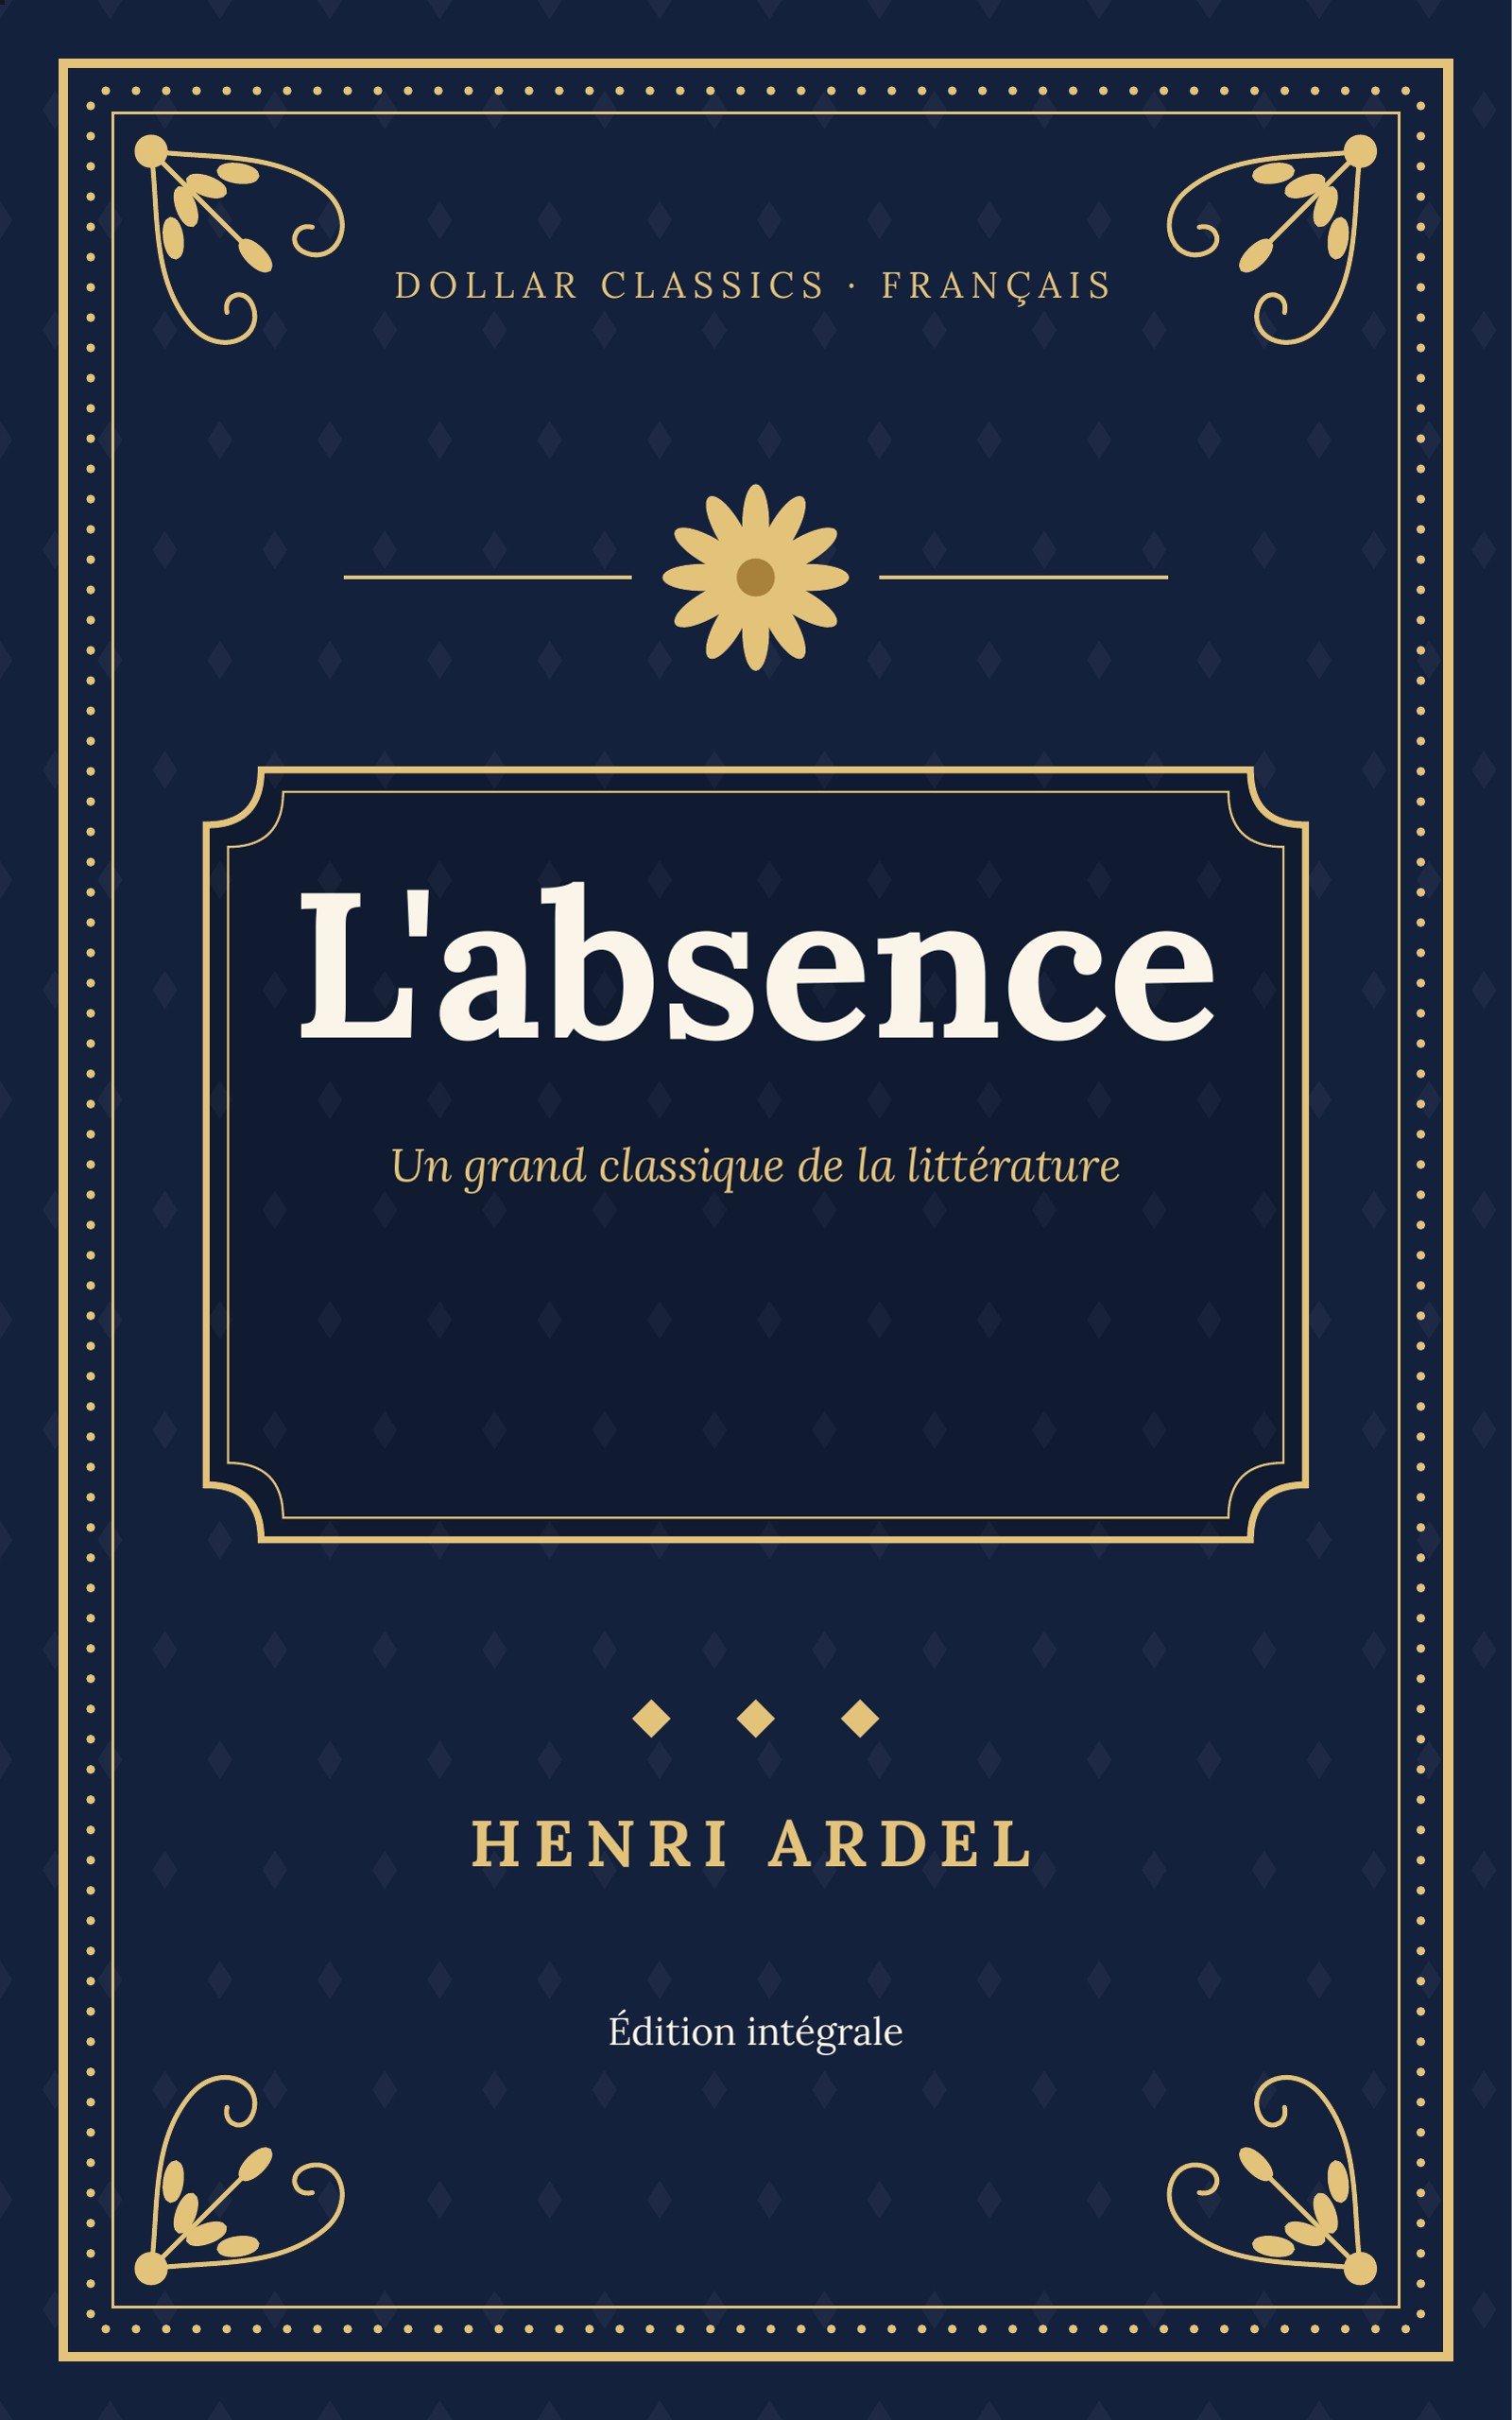 DOLLAR CLASSICS · FRANÇAIS
L'absence
Un grand classique de la littérature
HENRI ARDEL
Édition intégrale